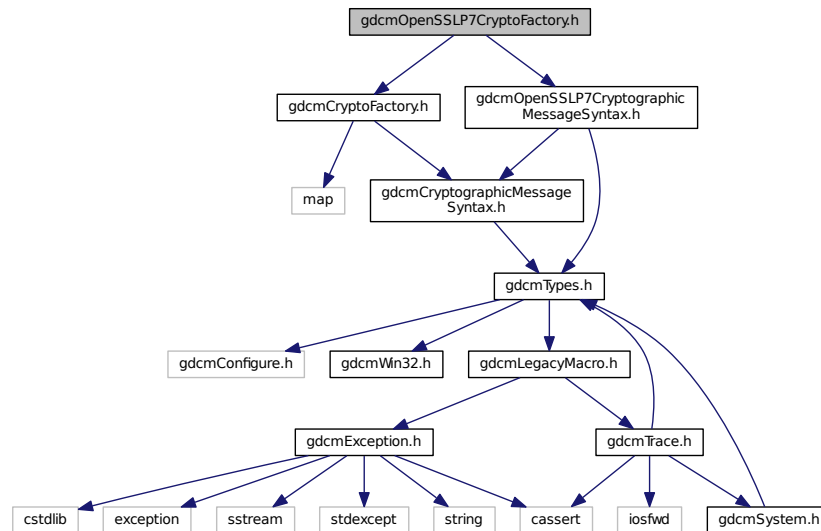 gdcmOpenSSLP7CryptoFactory.h
gdcmCryptoFactory.h
gdcmOpenSSLP7Cryptographic
MessageSyntax.h
map
gdcmCryptographicMessage
Syntax.h
gdcmTypes.h
gdcmConfigure.h
gdcmWin32.h
gdcmLegacyMacro.h
gdcmException.h
gdcmTrace.h
cstdlib
exception
sstream
stdexcept
string
cassert
iosfwd
gdcmSystem.h